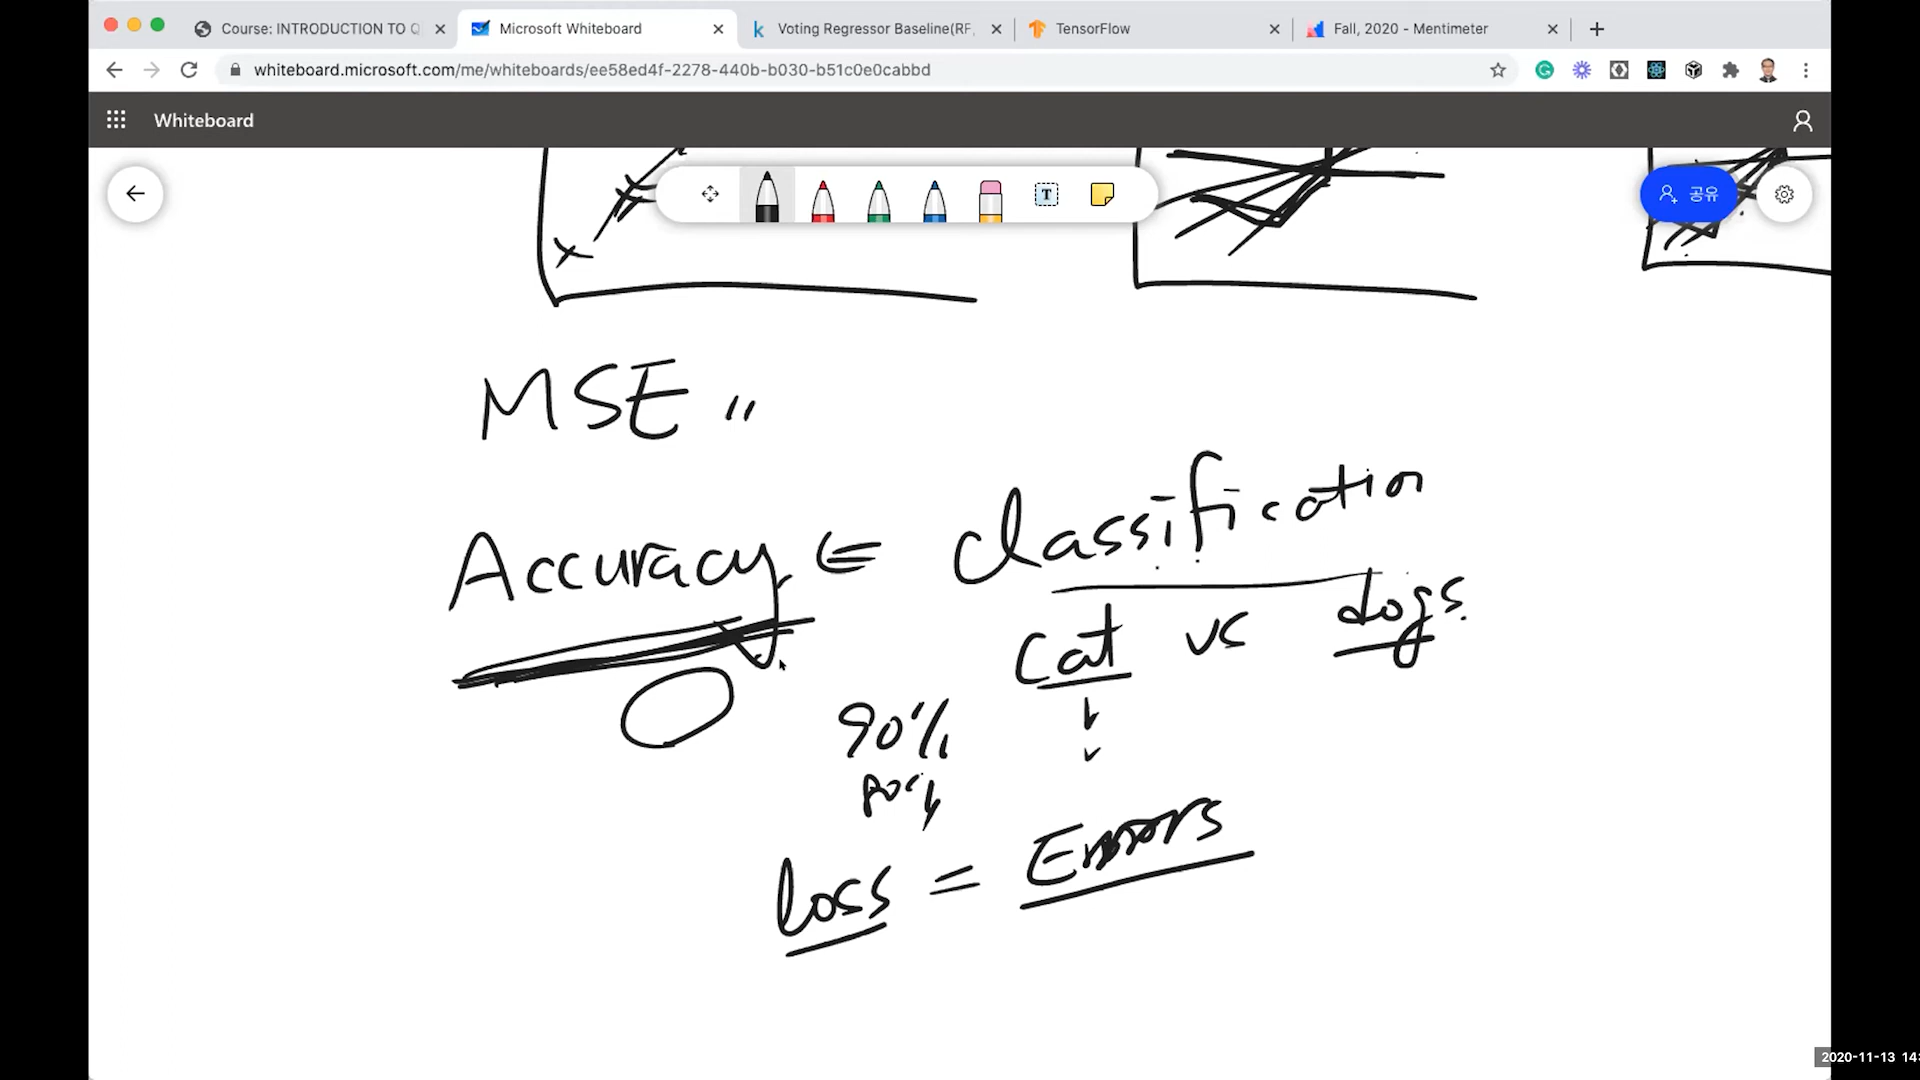 Course: INTRODUCTION TO Q
Microsoft Whiteboard
Voting Regressor Baseline(RF,
TensorFlow
Fall, 2020 - Mentimeter
whiteboard.microsoft.com/me/whiteboards/ee58ed4f-2278-440b-b030-b51c0e0cabbd
Whiteboard
T
공유
MSE
Accuracy ⇐ classification
cat vs dogs
90%
80%
loss = Errors
2020-11-13 14: